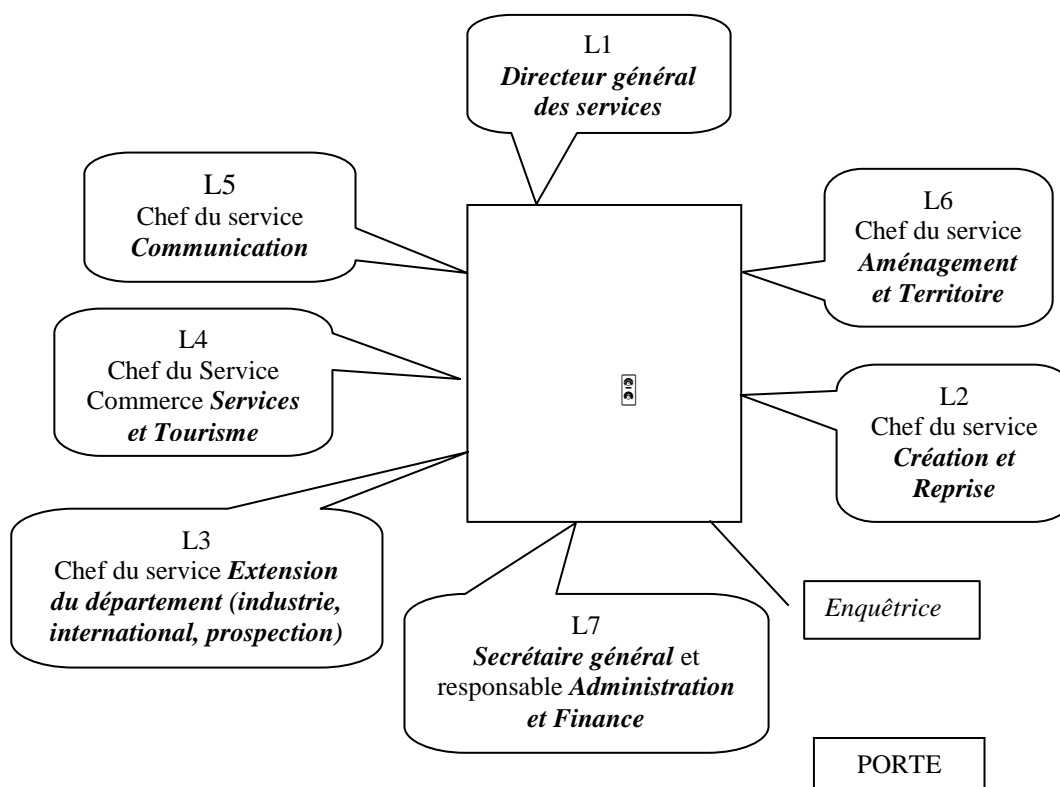 L1
Directeur général
des services
L5
Chef du service
Communication
L6
Chef du service
Aménagement
et Territoire
L4
Chef du Service
Commerce Services
et Tourisme
L2
Chef du service
Création et
Reprise
L3
Chef du service Extension
du département (industrie,
international, prospection)
L7
Secrétaire général et
responsable Administration
et Finance
Enquêtrice
PORTE